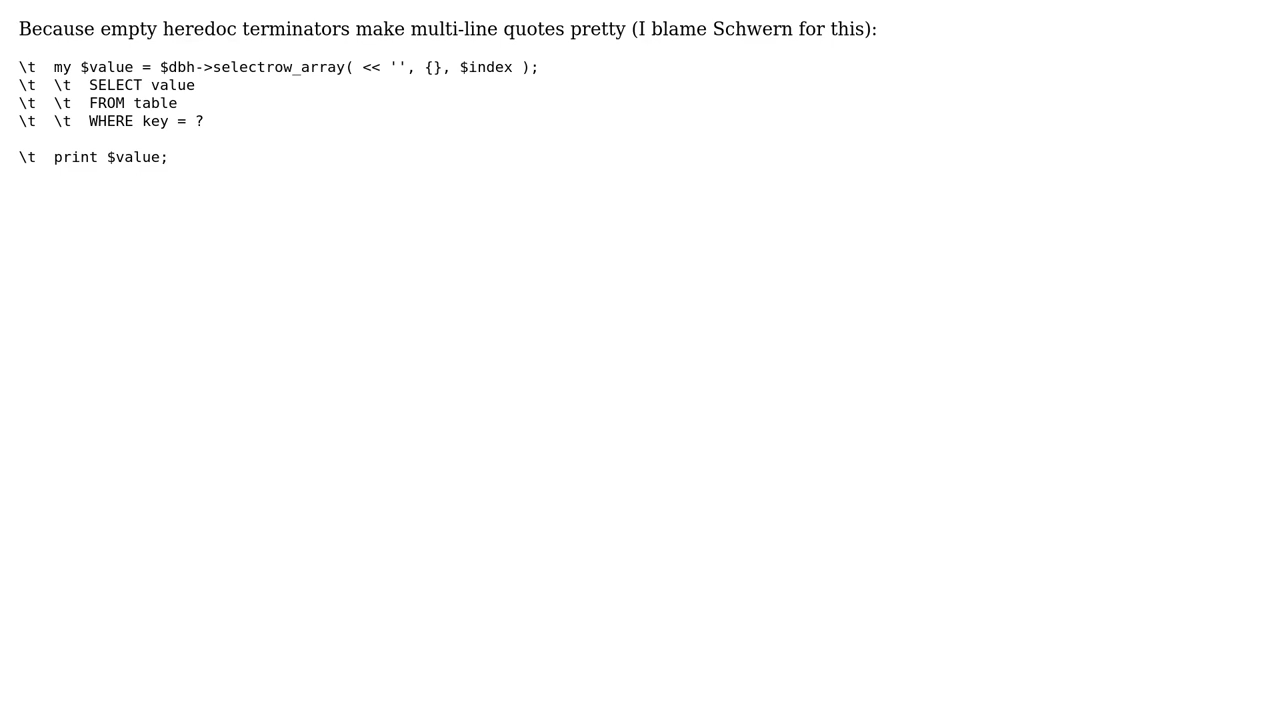 Because empty heredoc terminators make multi-line quotes pretty (I blame Schwern for this):
\t  my $value = $dbh->selectrow_array( << '', {}, $index );
\t  \t  SELECT value
\t  \t  FROM table
\t  \t  WHERE key = ?
\t  print $value;